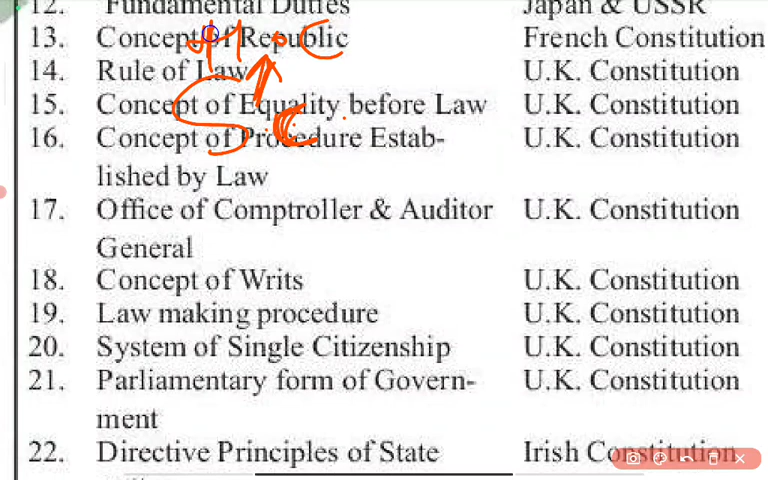 12. Fundamental Duties Japan & USSR
13. Concept of Republic French Constitution
14. Rule of Law U.K. Constitution
15. Concept of Equality before Law U.K. Constitution
16. Concept of Procedure Estab- U.K. Constitution
lished by Law
17. Office of Comptroller & Auditor U.K. Constitution
General
18. Concept of Writs U.K. Constitution
19. Law making procedure U.K. Constitution
20. System of Single Citizenship U.K. Constitution
21. Parliamentary form of Govern- U.K. Constitution
ment
22. Directive Principles of State Irish Constitution
H.C
S.C